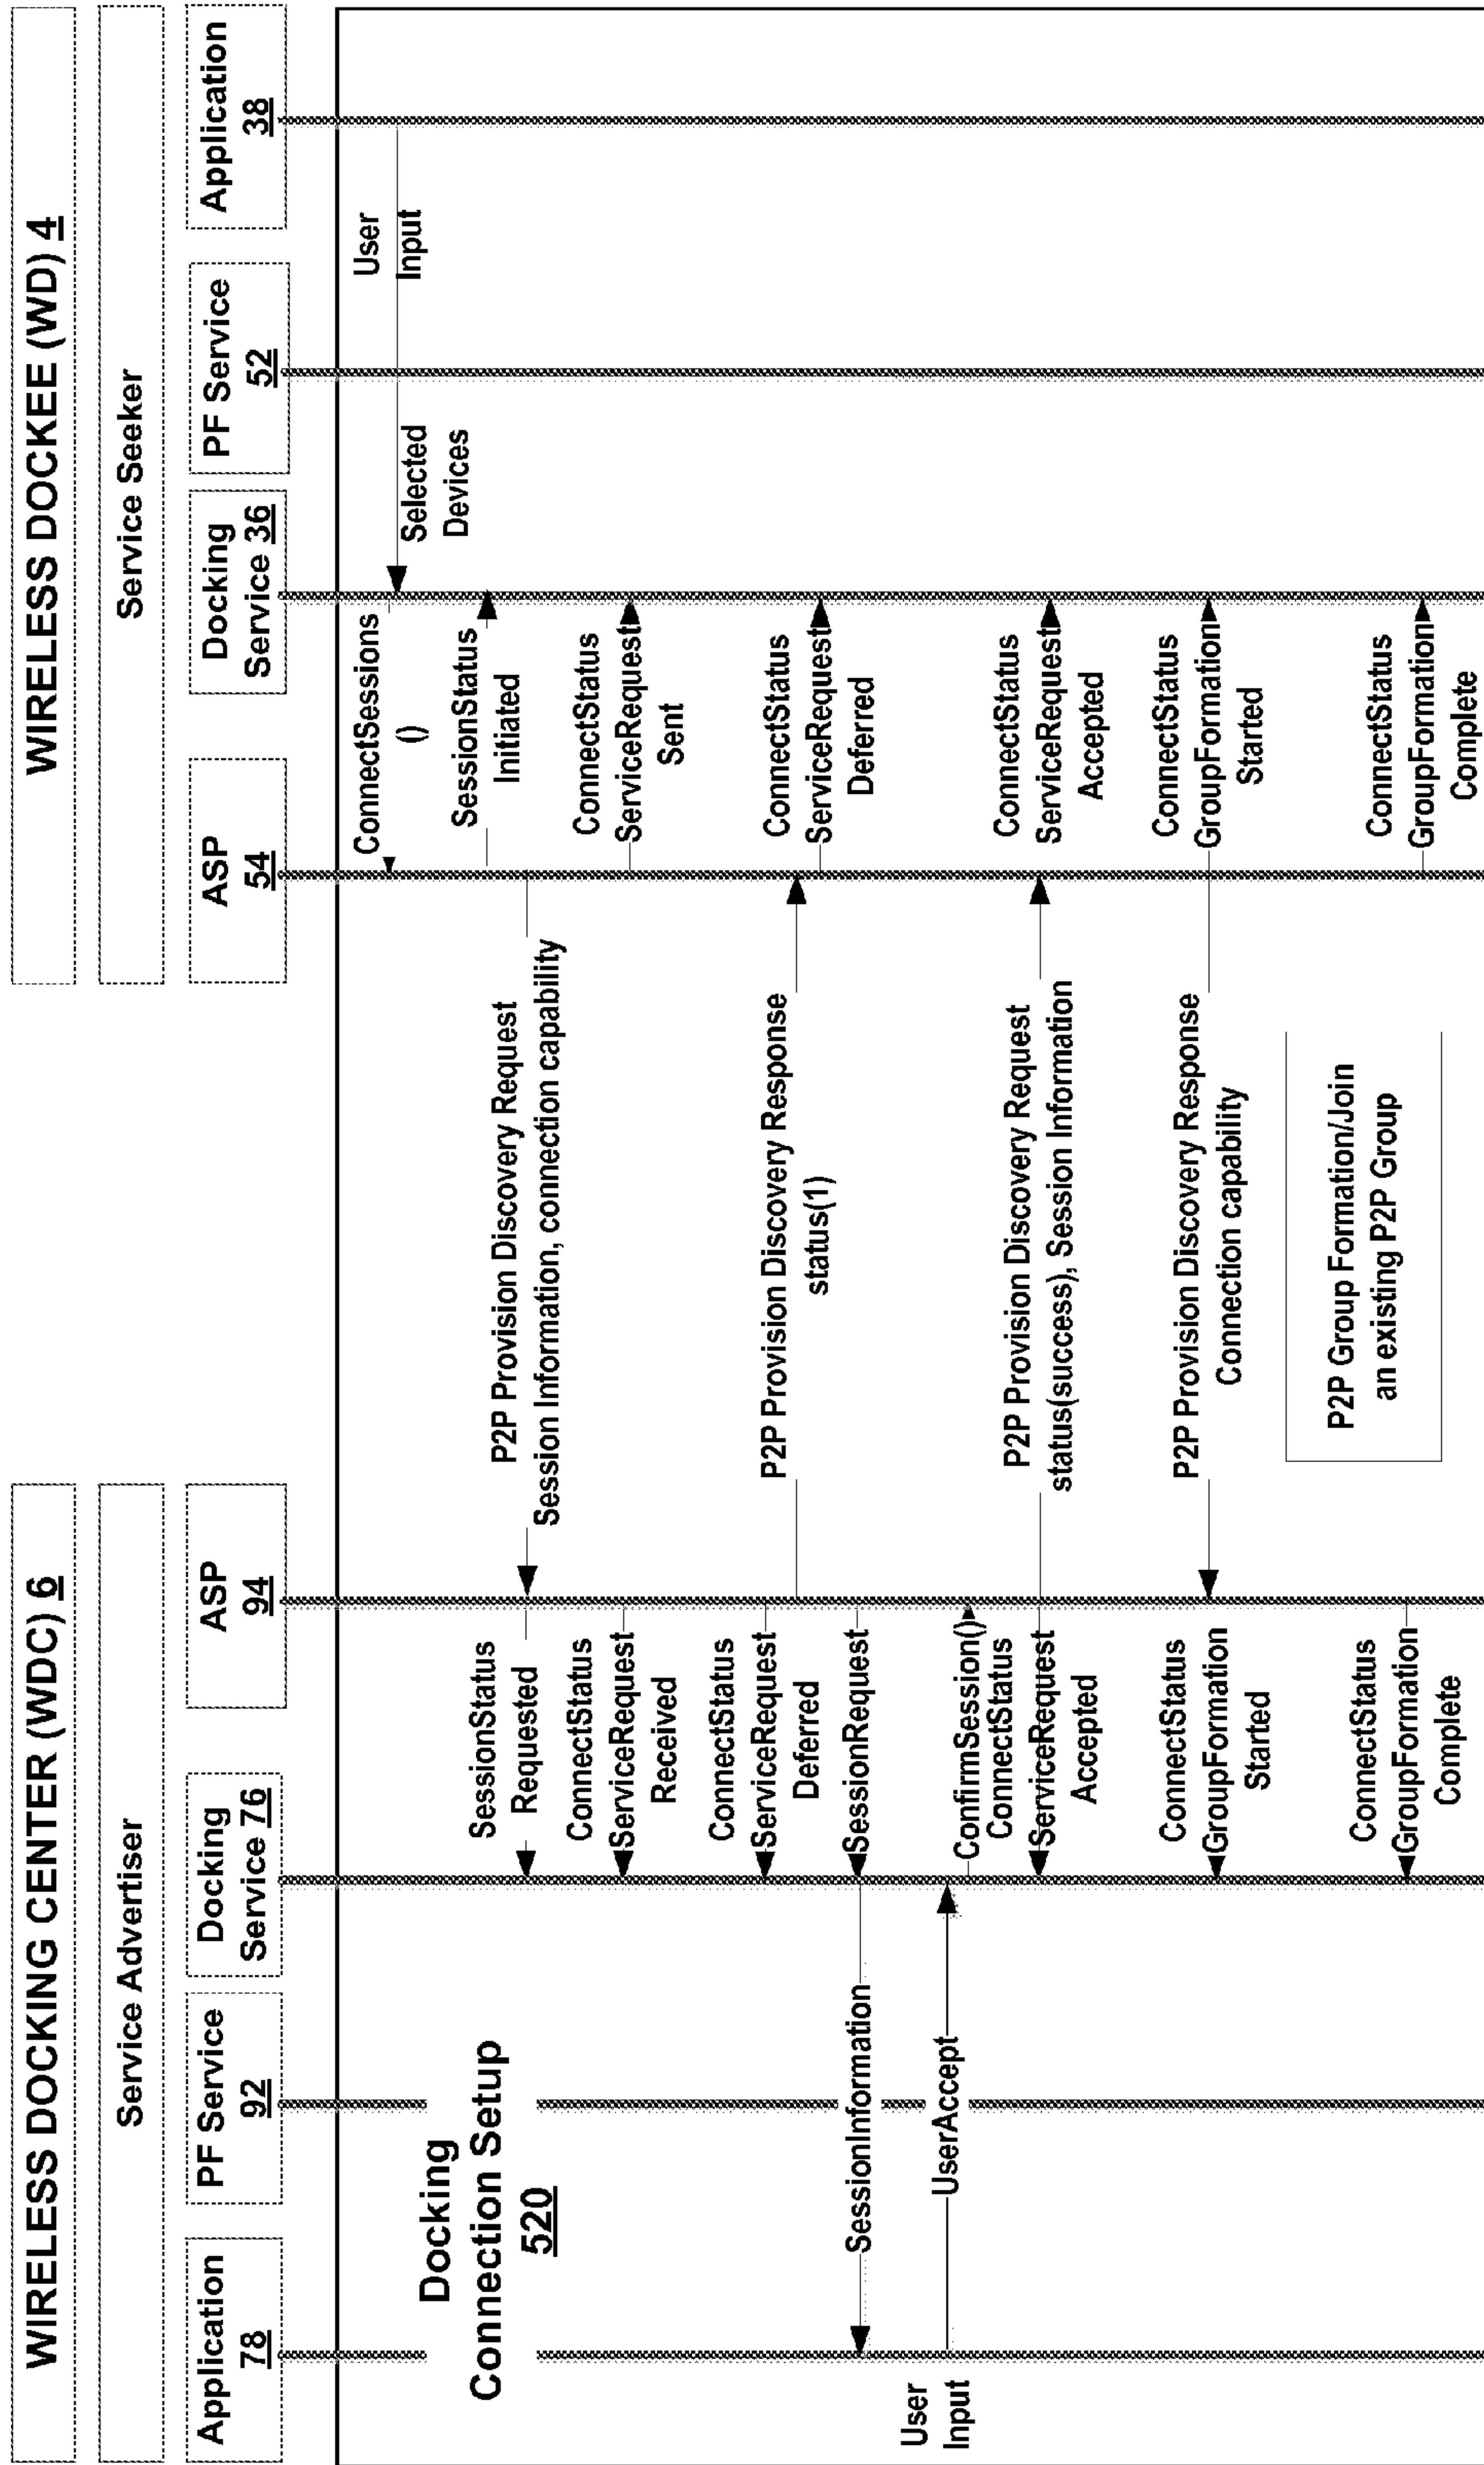 WIRELESS DOCKING CENTER (WDC) 6
WIRELESS DOCKEE (WD) 4
Service Advertiser
Service Seeker
Application
78
PF Service
92
Docking
Service 76
ASP
94
ASP
54
Docking
Service 36
PF Service
52
Application
38
Docking
Connection Setup
520
User
Input
Selected
Devices
ConnectSessions
()
SessionStatus
Initiated
P2P Provision Discovery Request
Session Information, connection capability
SessionStatus
Requested
ConnectStatus
ServiceRequest
Sent
ConnectStatus
ServiceRequest
Received
ConnectStatus
ServiceRequest
Deferred
P2P Provision Discovery Response
status(1)
ConnectStatus
ServiceRequest
Deferred
SessionRequest
SessionInformation
User
Input
UserAccept
ConfirmSession()
ConnectStatus
ServiceRequest
Accepted
P2P Provision Discovery Request
status(success), Session Information
ConnectStatus
ServiceRequest
Accepted
ConnectStatus
GroupFormation
Started
P2P Provision Discovery Response
Connection capability
ConnectStatus
GroupFormation
Started
P2P Group Formation/Join
an existing P2P Group
ConnectStatus
GroupFormation
Complete
ConnectStatus
GroupFormation
Complete